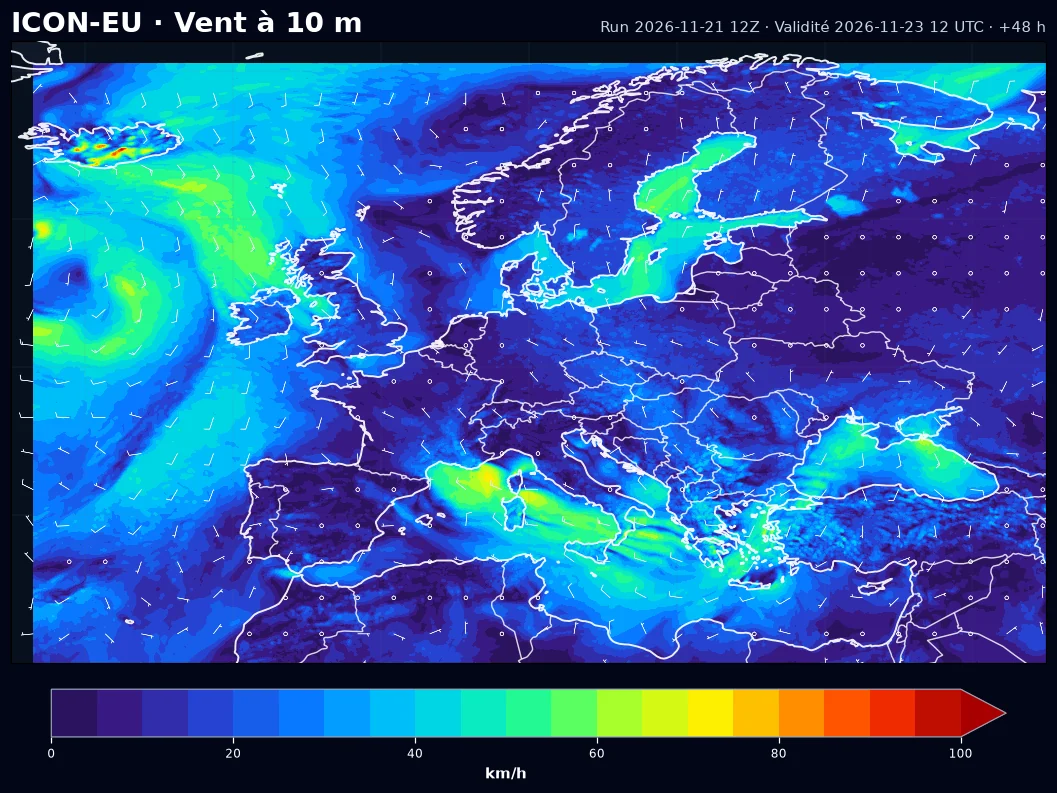 ICON-EU · Vent à 10 m
Run 2026-11-21 12Z · Validité 2026-11-23 12 UTC · +48 h
0 20 40 60 80 100
km/h